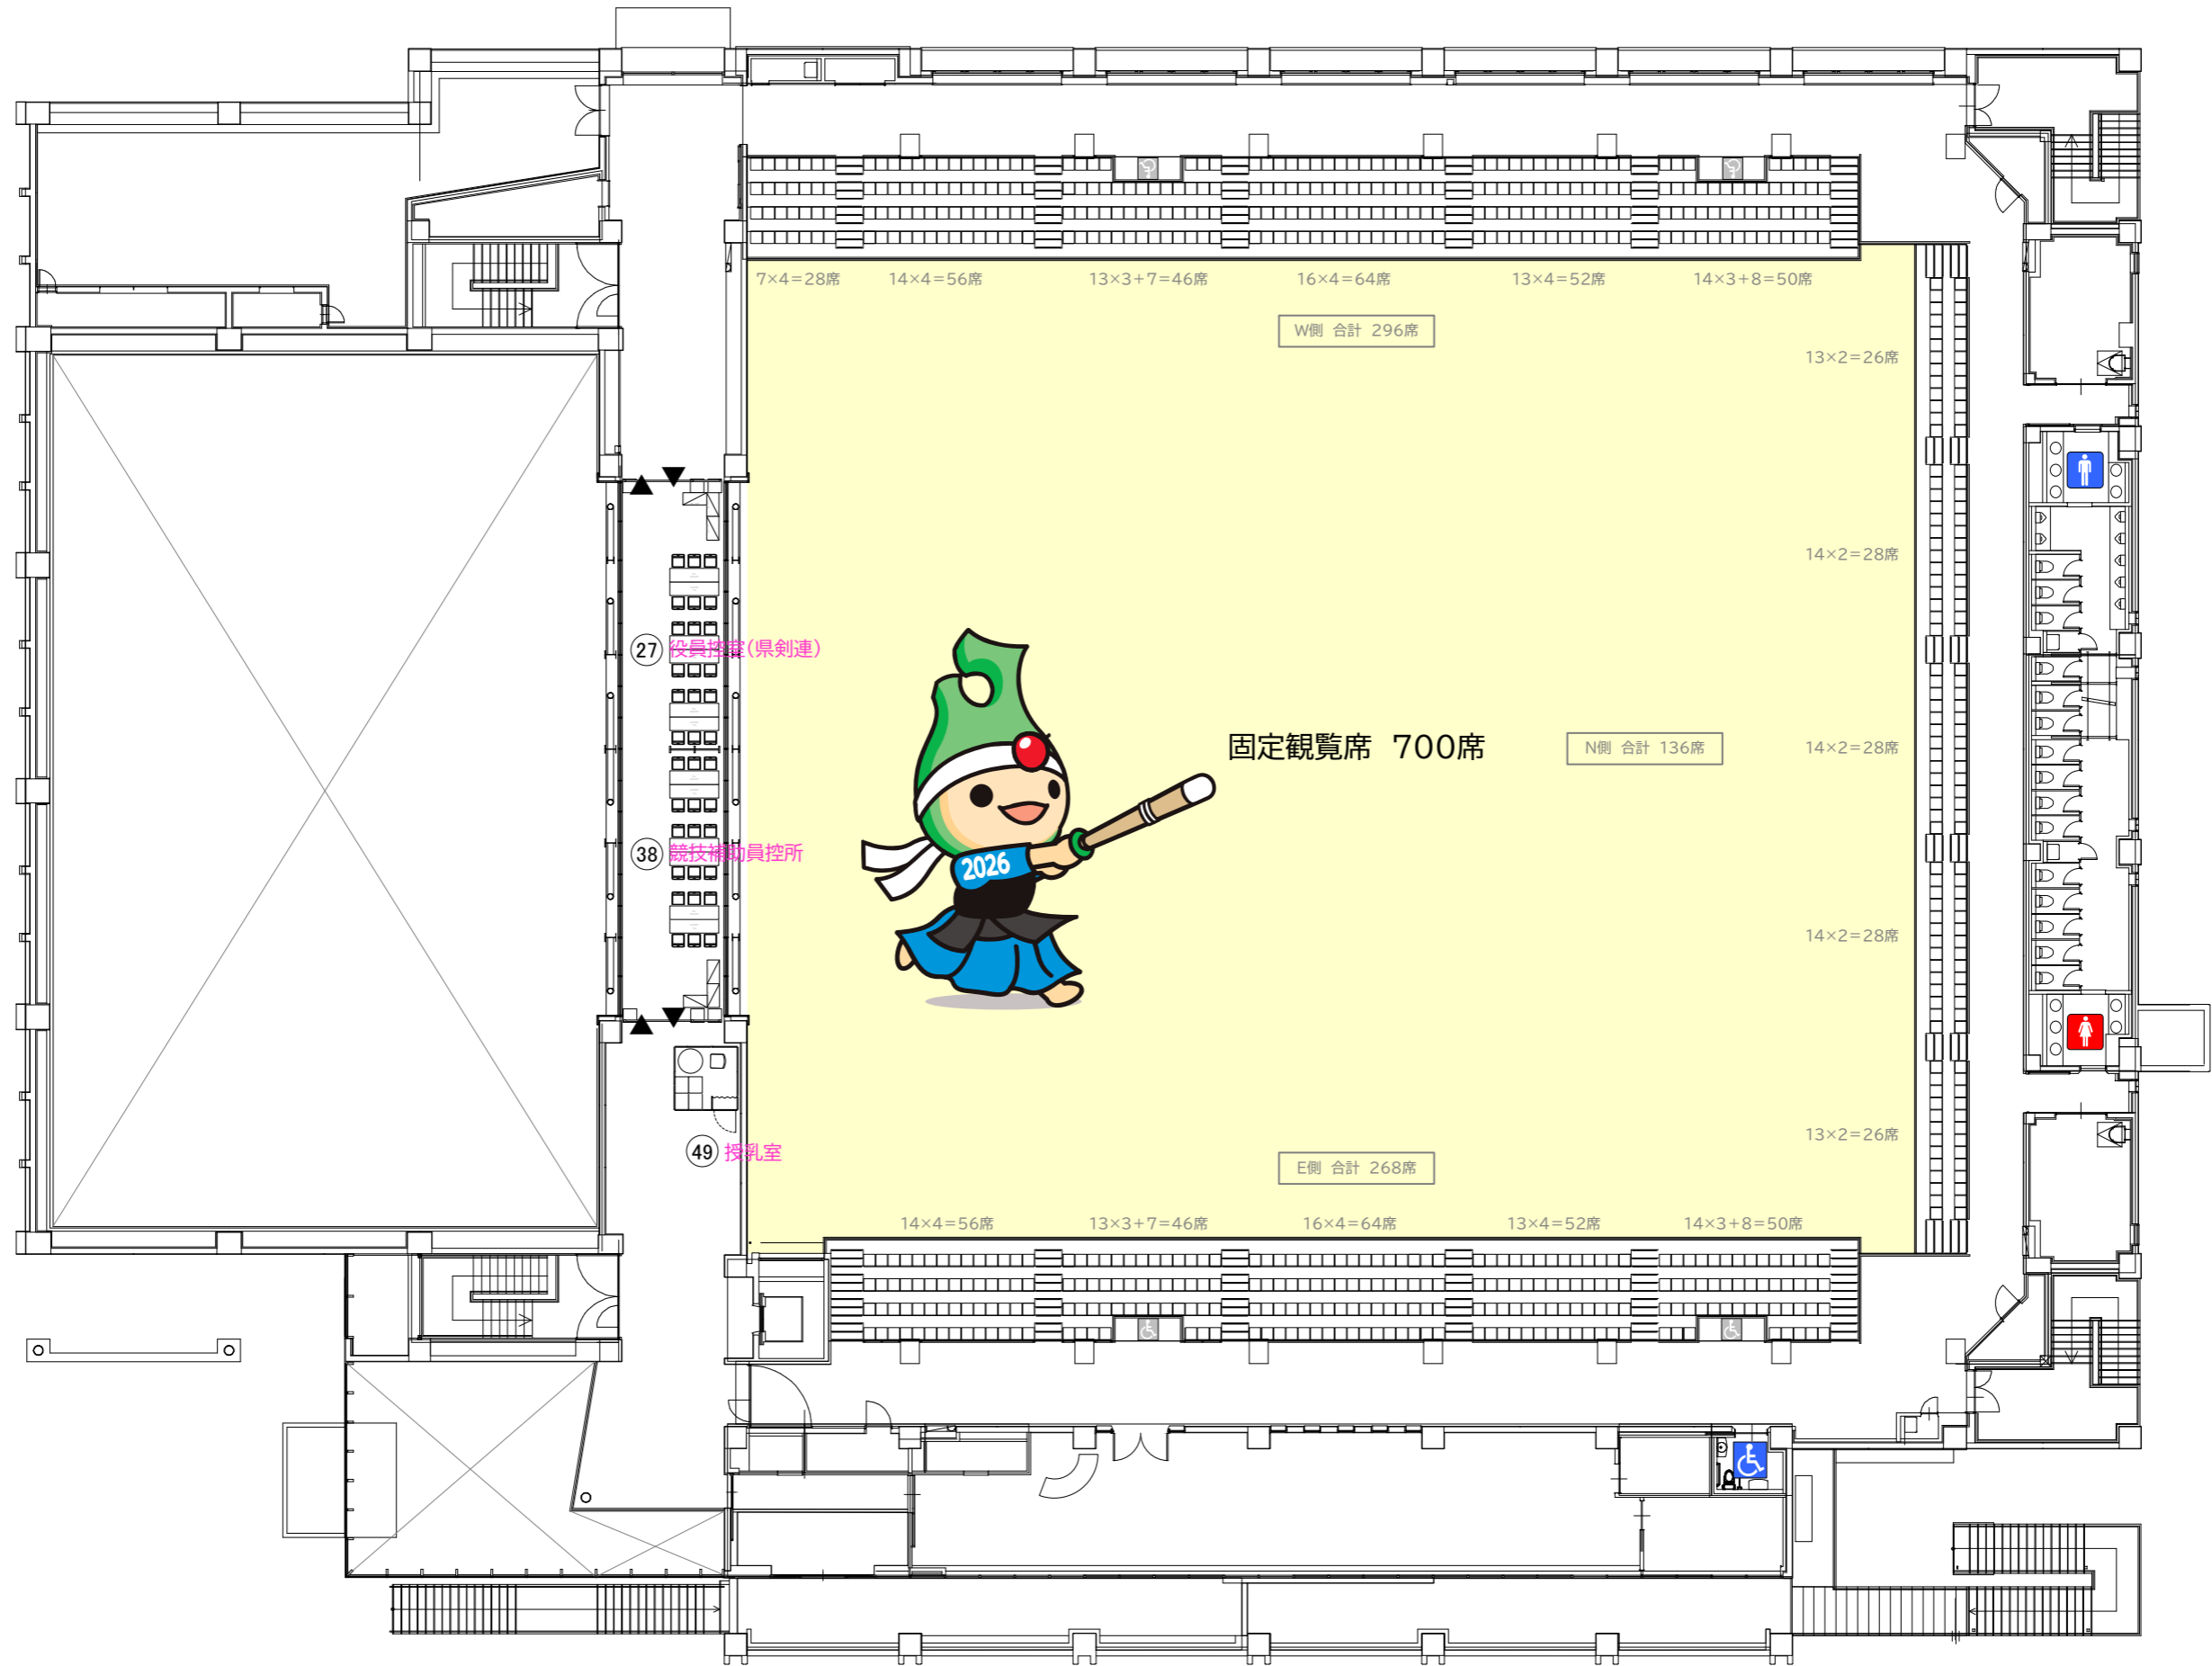 7×4=28席 14×4=56席 13×3+7=46席 16×4=64席 13×4=52席 14×3+8=50席
W側 合計 296席
13×2=26席
14×2=28席
27 役員控室(県剣連)
固定観覧席 700席
N側 合計 136席
14×2=28席
38 競技補助員控所
2026
14×2=28席
13×2=26席
49 授乳室
E側 合計 268席
14×4=56席 13×3+7=46席 16×4=64席 13×4=52席 14×3+8=50席